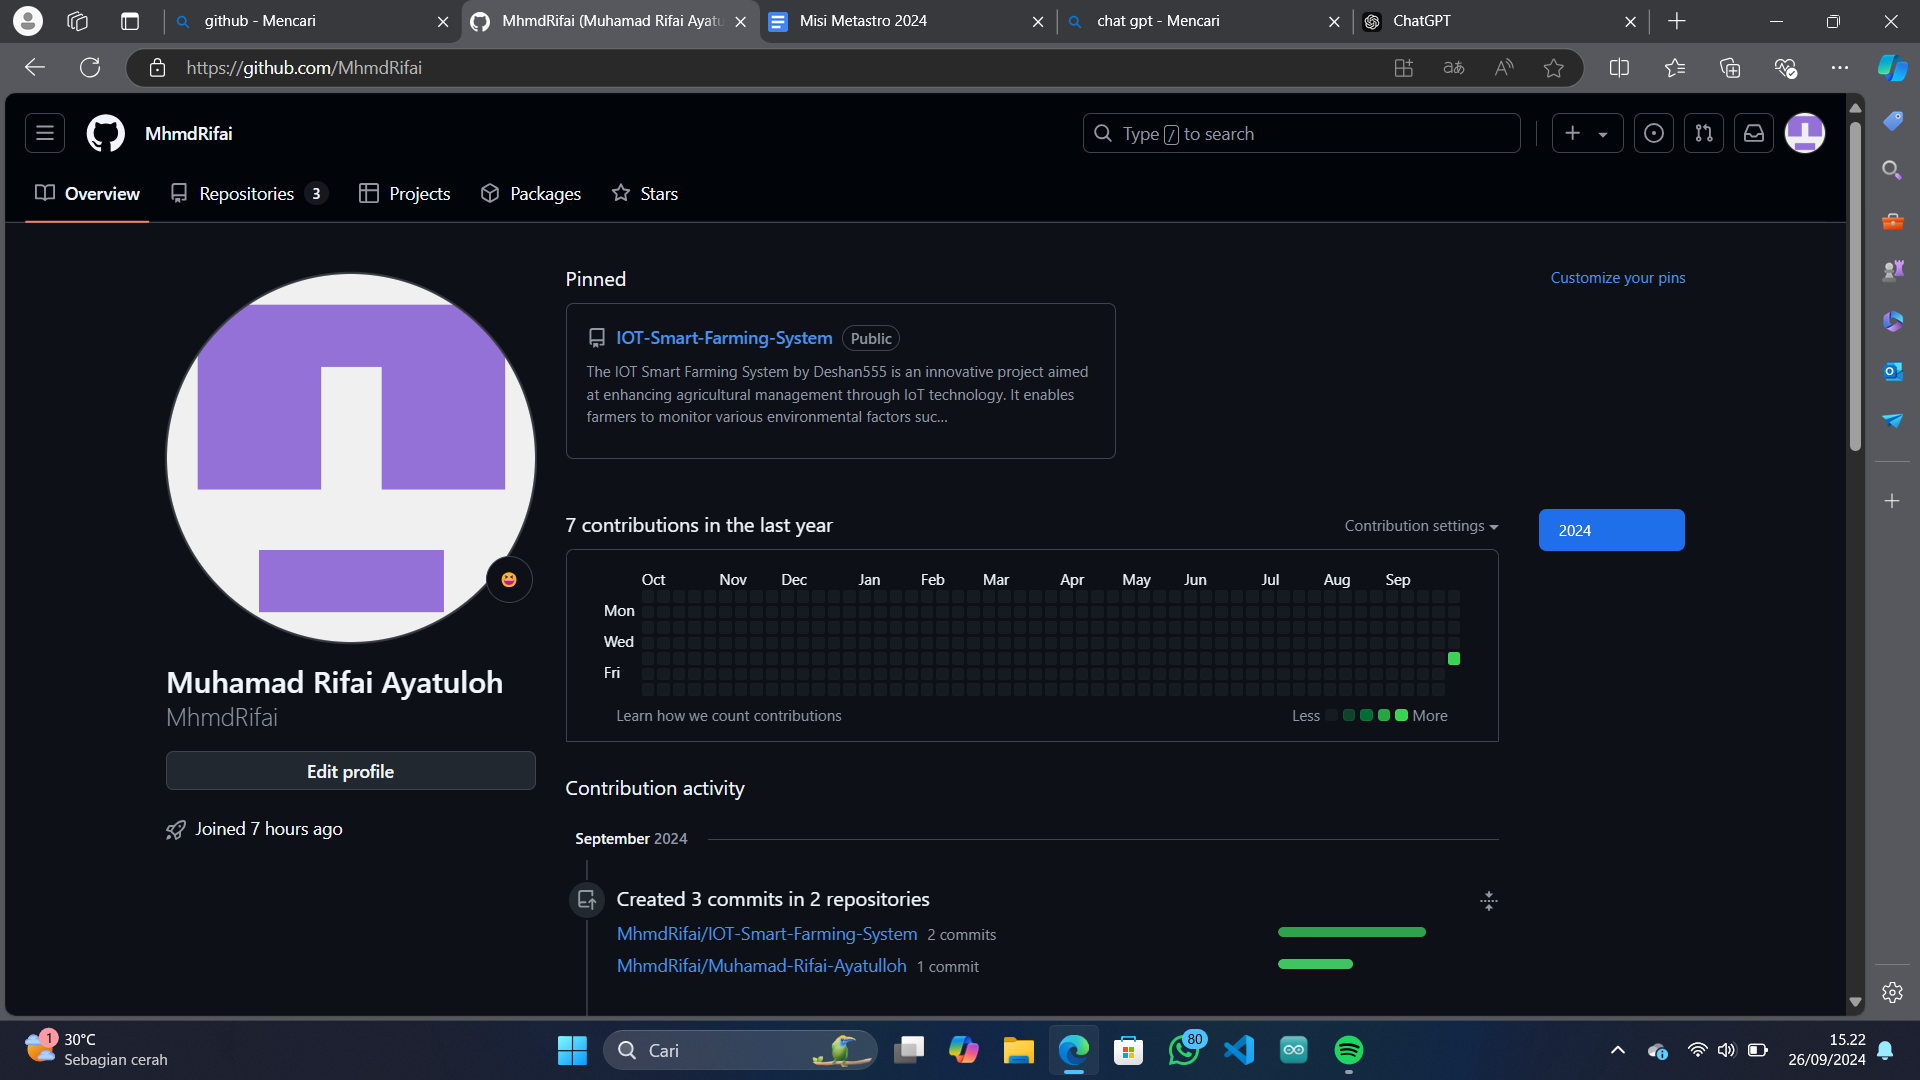 github - Mencari
MhmdRifai (Muhamad Rifai Ayatu
Misi Metastro 2024
chat gpt - Mencari
ChatGPT
https://github.com/MhmdRifai
MhmdRifai
Type / to search
Overview
Repositories 3
Projects
Packages
Stars
Pinned
Customize your pins
IOT-Smart-Farming-System Public
The IOT Smart Farming System by Deshan555 is an innovative project aimed
at enhancing agricultural management through IoT technology. It enables
farmers to monitor various environmental factors suc...
7 contributions in the last year
Contribution settings
2024
Oct Nov Dec Jan Feb Mar Apr May Jun Jul Aug Sep
Mon
Wed
Fri
Learn how we count contributions
Less More
Muhamad Rifai Ayatuloh
MhmdRifai
Edit profile
Joined 7 hours ago
Contribution activity
September 2024
Created 3 commits in 2 repositories
MhmdRifai/IOT-Smart-Farming-System 2 commits
MhmdRifai/Muhamad-Rifai-Ayatulloh 1 commit
1
30°C
Sebagian cerah
Cari
80
15.22
26/09/2024